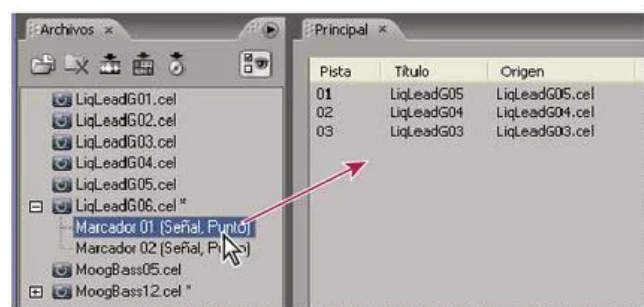 Archivos
LiqLeadG01.cel
LiqLeadG02.cel
LiqLeadG03.cel
LiqLeadG04.cel
LiqLeadG05.cel
LiqLeadG06.cel *
Marcador 01 (Señal, Punto)
Marcador 02 (Señal, Punto)
MoogBass05.cel
MoogBass12.cel *
Principal
Pista Título Origen
01 LiqLeadG05 LiqLeadG05.cel
02 LiqLeadG04 LiqLeadG04.cel
03 LiqLeadG03 LiqLeadG03.cel